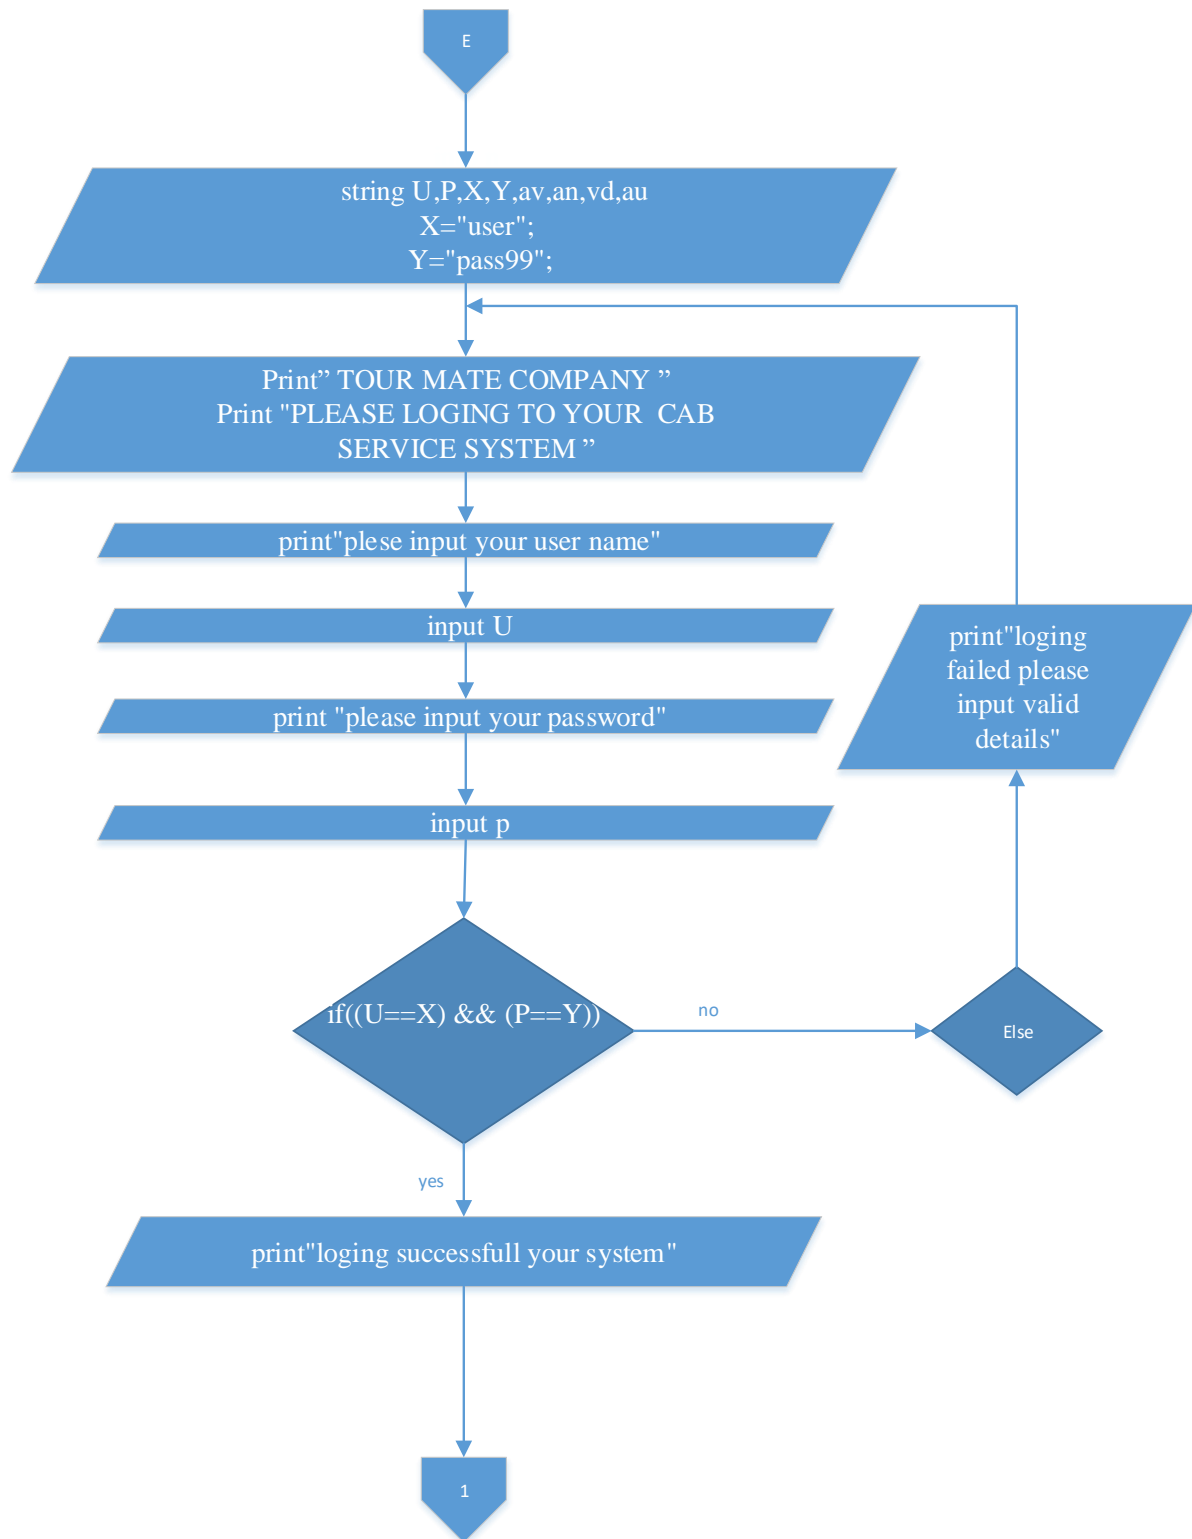 E
string U,P,X,Y,av,an,vd,au
X="user";
Y="pass99";
Print” TOUR MATE COMPANY ”
Print "PLEASE LOGING TO YOUR  CAB
SERVICE SYSTEM ”
print"plese input your user name"
input U
print "please input your password"
input p
if((U==X) && (P==Y))
no
Else
print"loging
failed please
input valid
details"
yes
print"loging successfull your system"
1